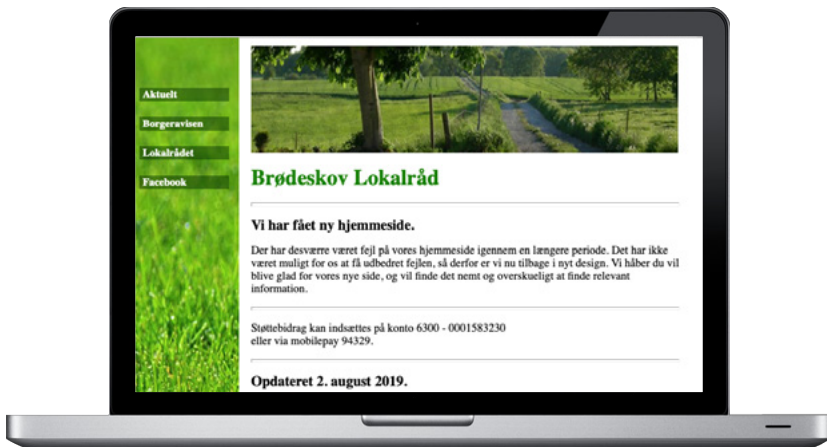 Aktuelt
Borgeravisen
Lokalrådet
Facebook
Brødeskov Lokalråd
Vi har fået ny hjemmeside.
Der har desværre været fejl på vores hjemmeside igennem en længere periode. Det har ikke
været muligt for os at få udbedret fejlen, så derfor er vi nu tilbage i nyt design. Vi håber du vil
blive glad for vores nye side, og vil finde det nemt og overskueligt at finde relevant
information.
Støttebidrag kan indsættes på konto 6300 - 0001583230
eller via mobilepay 94329.
Opdateret 2. august 2019.